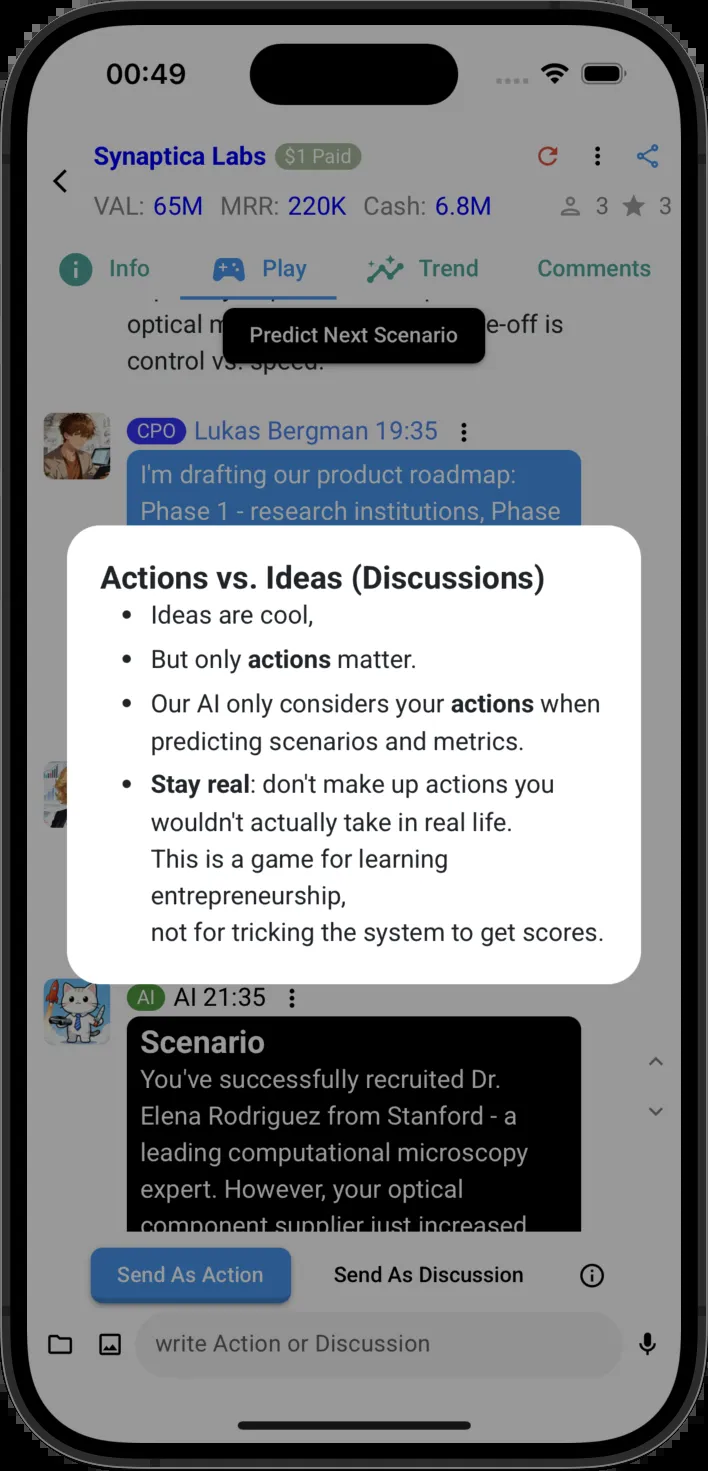 00:49
Synaptica Labs $1 Paid
VAL: 65M MRR: 220K Cash: 6.8M 3 3
Info Play Trend Comments
optical m
e-off is
Predict Next Scenario
control vs. speed.
CPO Lukas Bergman 19:35
I'm drafting our product roadmap:
Phase 1 - research institutions, Phase
Actions vs. Ideas (Discussions)
• Ideas are cool,
• But only actions matter.
• Our AI only considers your actions when
predicting scenarios and metrics.
• Stay real: don't make up actions you
wouldn't actually take in real life.
This is a game for learning
entrepreneurship,
not for tricking the system to get scores.
AI AI 21:35
Scenario
You've successfully recruited Dr.
Elena Rodriguez from Stanford - a
leading computational microscopy
expert. However, your optical
component supplier just increased
Send As Action Send As Discussion
write Action or Discussion